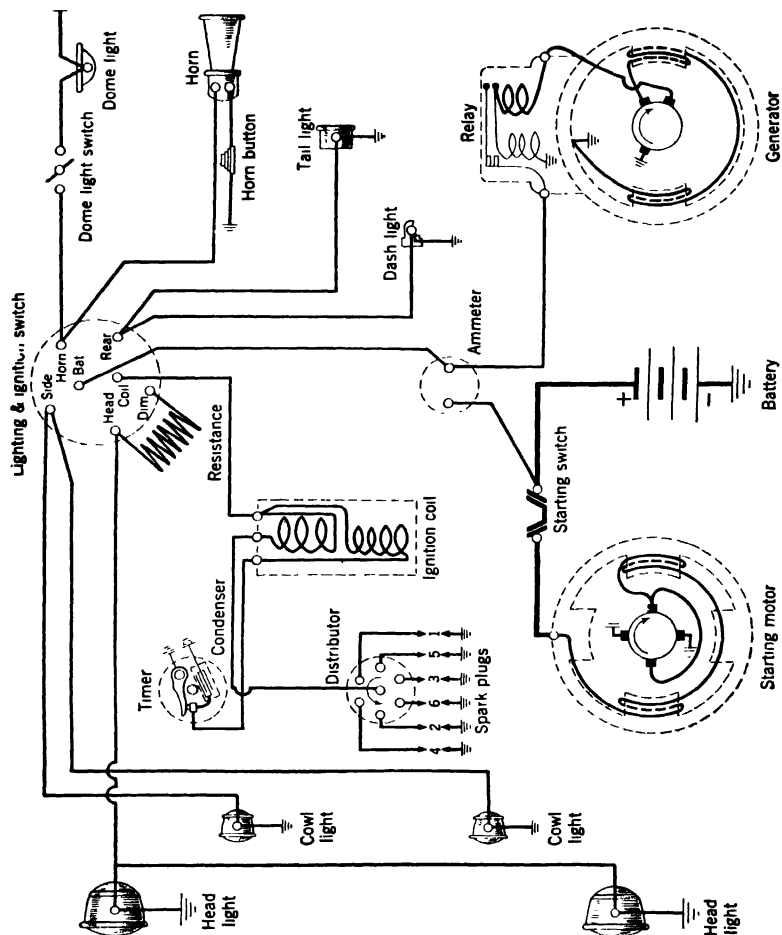 Lighting & ignition switch
Side
Horn
Bat
Dome light switch
Dome light
Head
Coil
Rear
Dim
Timer
Horn
Head
light
Resistance
Condenser
Horn button
Cowl
light
Tail light
Distributor
Dash light
Ignition coil
4 2 6 3 5 1
Relay
Ammeter
Spark plugs
Cowl
light
Starting switch
+
-
Head
light
Starting motor
Battery
Generator